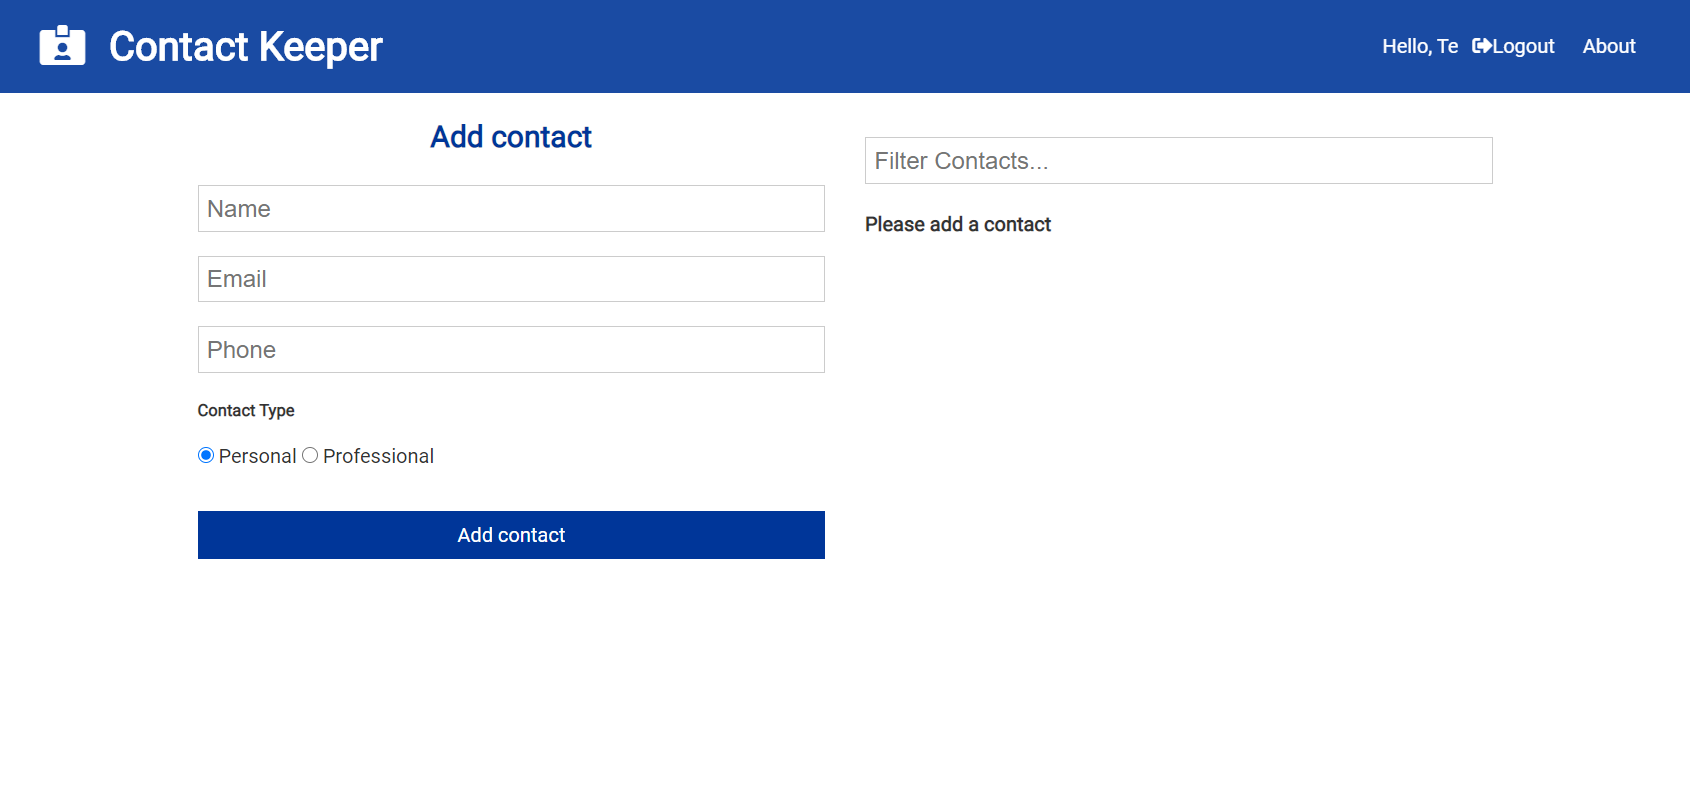 Contact Keeper
Hello, Te Logout About
Add contact
Name
Email
Phone
Contact Type
Personal Professional
Add contact
Filter Contacts...
Please add a contact